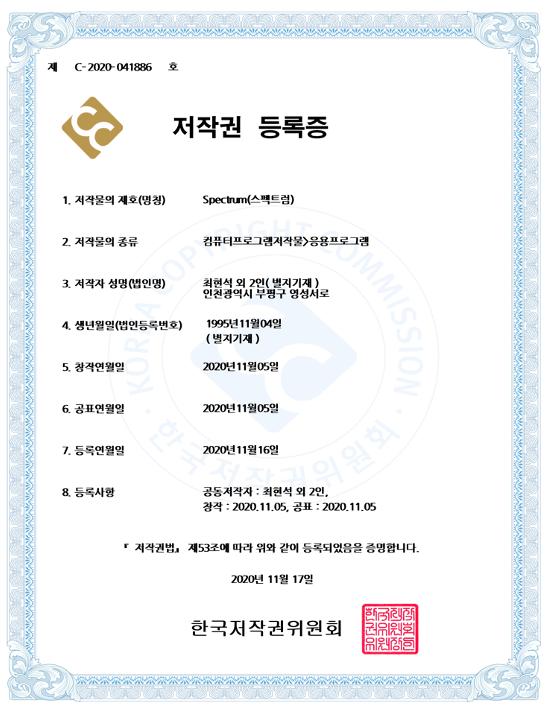 제 C-2020-041886 호
저작권 등록증
1. 저작물의 제호(명칭) Spectrum(스펙트럼)
2. 저작물의 종류 컴퓨터프로그램저작물>응용프로그램
3. 저작자 성명(법인명) 최현석 외 2인( 별지기재 )
인천광역시 부평구 영성서로
4. 생년월일(법인등록번호) 1995년11월04일
( 별지기재 )
5. 창작연월일 2020년11월05일
6. 공표연월일 2020년11월05일
7. 등록연월일 2020년11월16일
8. 등록사항 공동저작자 : 최현석 외 2인,
창작 : 2020.11.05, 공표 : 2020.11.05
『 저작권법』 제53조에 따라 위와 같이 등록되었음을 증명합니다.
2020년 11월 17일
한국저작권위원회
KOREA COPYRIGHT COMMISSION
한국저작권위원회